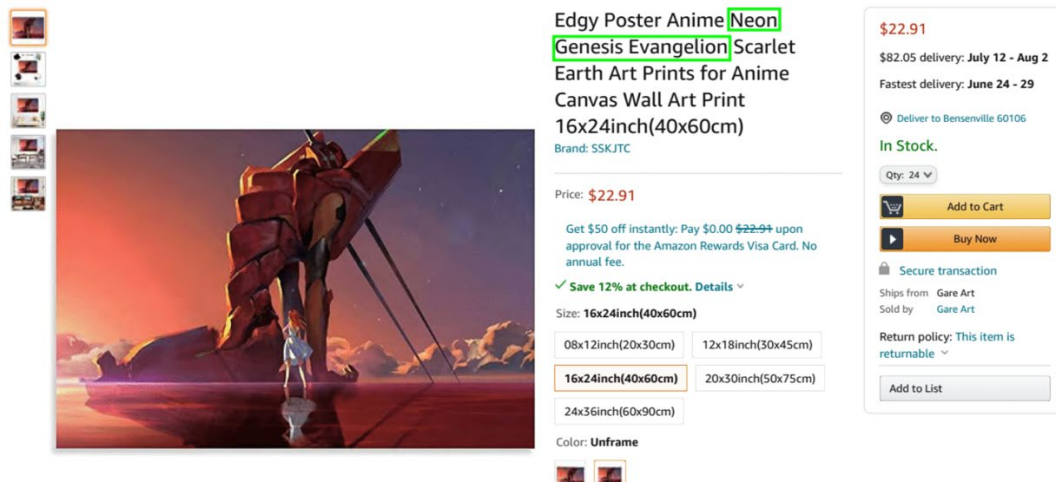 Edgy Poster Anime Neon
Genesis Evangelion Scarlet
Earth Art Prints for Anime
Canvas Wall Art Print
16x24inch(40x60cm)
Brand: SSKJTC
Price: $22.91
Get $50 off instantly: Pay $0.00 $22.91 upon
approval for the Amazon Rewards Visa Card. No
annual fee.
Save 12% at checkout. Details
Size: 16x24inch(40x60cm)
08x12inch(20x30cm) 12x18inch(30x45cm)
16x24inch(40x60cm) 20x30inch(50x75cm)
24x36inch(60x90cm)
Color: Unframe
$22.91
$82.05 delivery: July 12 - Aug 2
Fastest delivery: June 24 - 29
Deliver to Bensenville 60106
In Stock.
Qty: 24
Add to Cart
Buy Now
Secure transaction
Ships from Gare Art
Sold by Gare Art
Return policy: This item is
returnable
Add to List